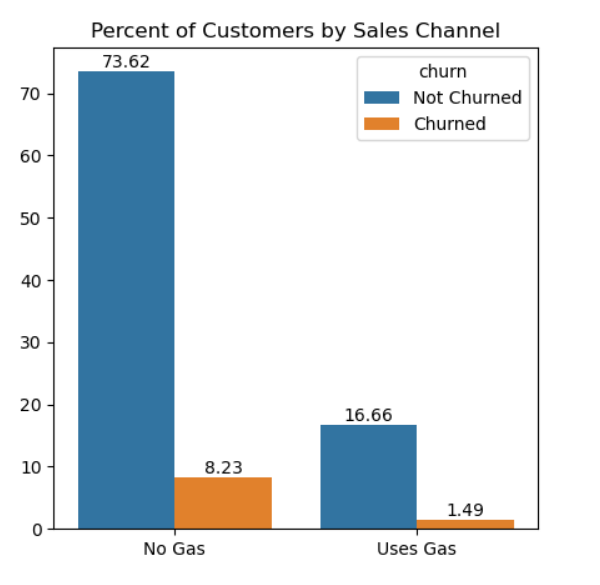 Percent of Customers by Sales Channel
73.62
churn
Not Churned
Churned
70
60
50
40
30
20
16.66
10
8.23
1.49
0
No Gas
Uses Gas